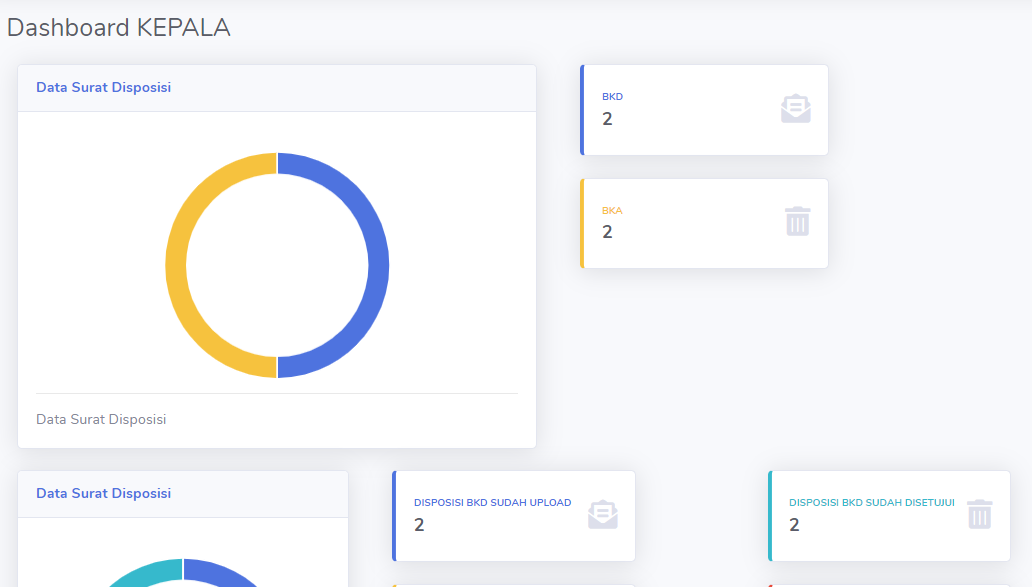 Dashboard KEPALA
Data Surat Disposisi
BKD
2
BKA
2
Data Surat Disposisi
Data Surat Disposisi
DISPOSISI BKD SUDAH UPLOAD
2
DISPOSISI BKD SUDAH DISETUJUI
2